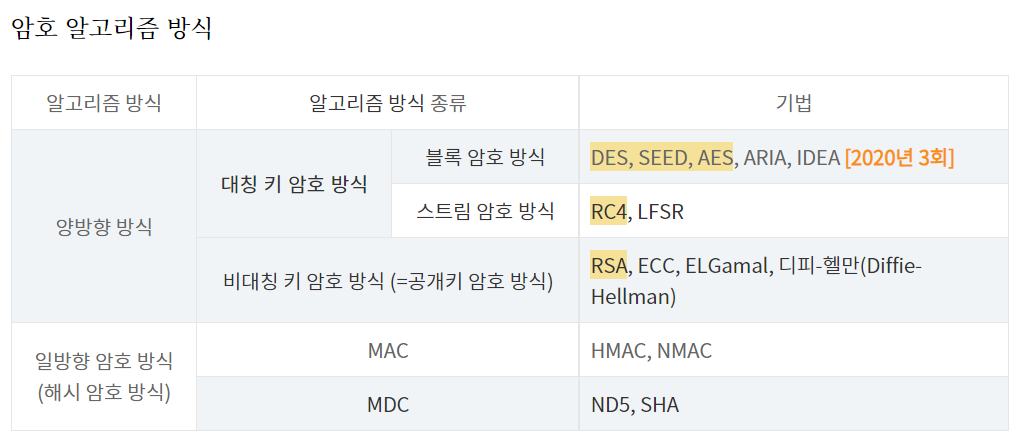 암호 알고리즘 방식
알고리즘 방식
알고리즘 방식 종류
기법
양방향 방식
대칭 키 암호 방식
블록 암호 방식
DES, SEED, AES, ARIA, IDEA [2020년 3회]
스트림 암호 방식
RC4, LFSR
비대칭 키 암호 방식 (=공개키 암호 방식)
RSA, ECC, ELGamal, 디피-헬만(Diffie-
Hellman)
일방향 암호 방식
(해시 암호 방식)
MAC
HMAC, NMAC
MDC
ND5, SHA